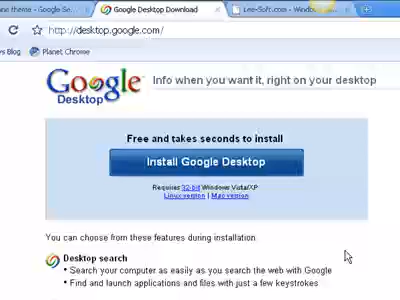 theme - Google Se...
Google Desktop Download
Lee-Soft.com - Window
http://desktop.google.com/
s Blog
Planet Chrome
Google
Desktop
Info when you want it, right on your desktop
Free and takes seconds to install
Install Google Desktop
Requires 32-bit Windows Vista/XP
Linux version | Mac version
You can choose from these features during installation.
Desktop search
• Search your computer as easily as you search the web with Google
• Find and launch applications and files with just a few keystrokes